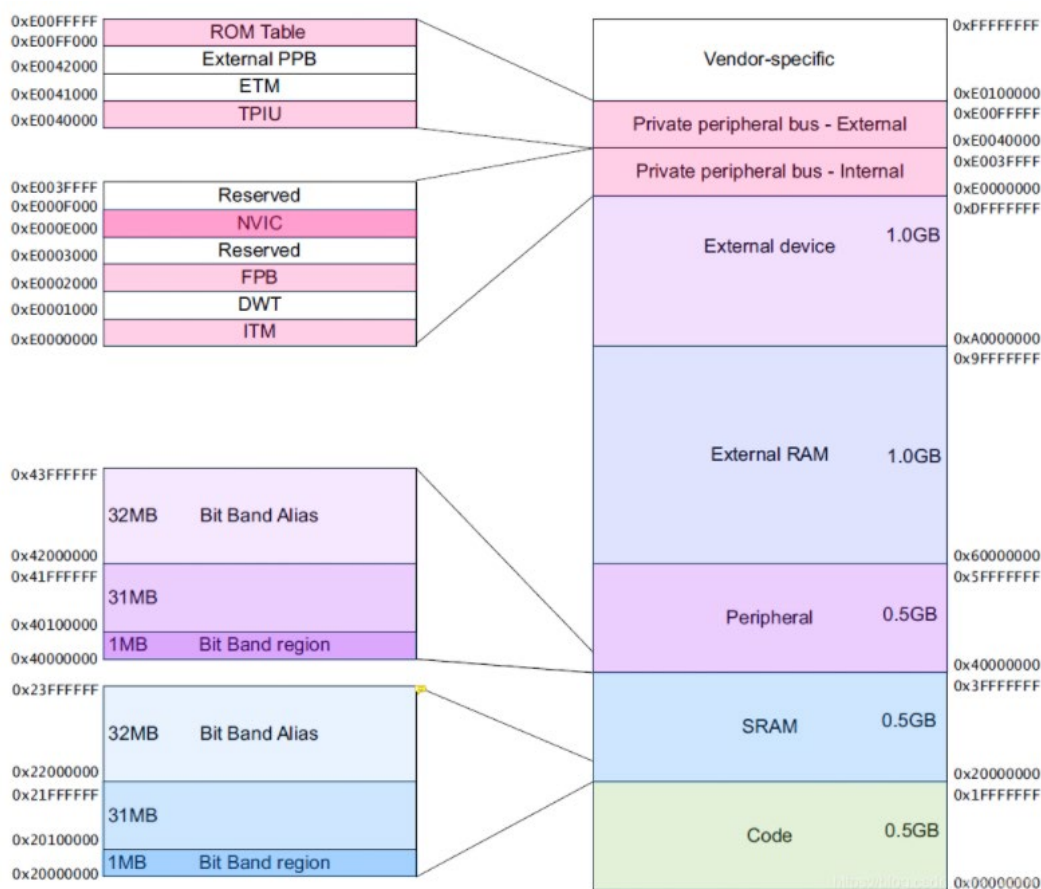 0xE00FFFFF
ROM Table
0xE00FF000
External PPB
0xE0042000
ETM
0xE0041000
TPIU
0xE0040000
0xE003FFFF
Reserved
0xE000F000
NVIC
0xE000E000
Reserved
0xE0003000
FPB
0xE0002000
DWT
0xE0001000
ITM
0xE0000000
0x43FFFFFF
32MB Bit Band Alias
0x42000000
0x41FFFFFF
31MB
0x40100000
1MB Bit Band region
0x40000000
0x23FFFFFF
32MB Bit Band Alias
0x22000000
0x21FFFFFF
31MB
0x20100000
1MB Bit Band region
0x20000000
0xFFFFFFFF
Vendor-specific
0xE0100000
0xE00FFFFF
Private peripheral bus - External
0xE0040000
0xE003FFFF
Private peripheral bus - Internal
0xE0000000
0xDFFFFFFF
External device 1.0GB
0xA0000000
0x9FFFFFFF
External RAM 1.0GB
0x60000000
0x5FFFFFFF
Peripheral 0.5GB
0x40000000
0x3FFFFFFF
SRAM 0.5GB
0x20000000
0x1FFFFFFF
Code 0.5GB
0x00000000